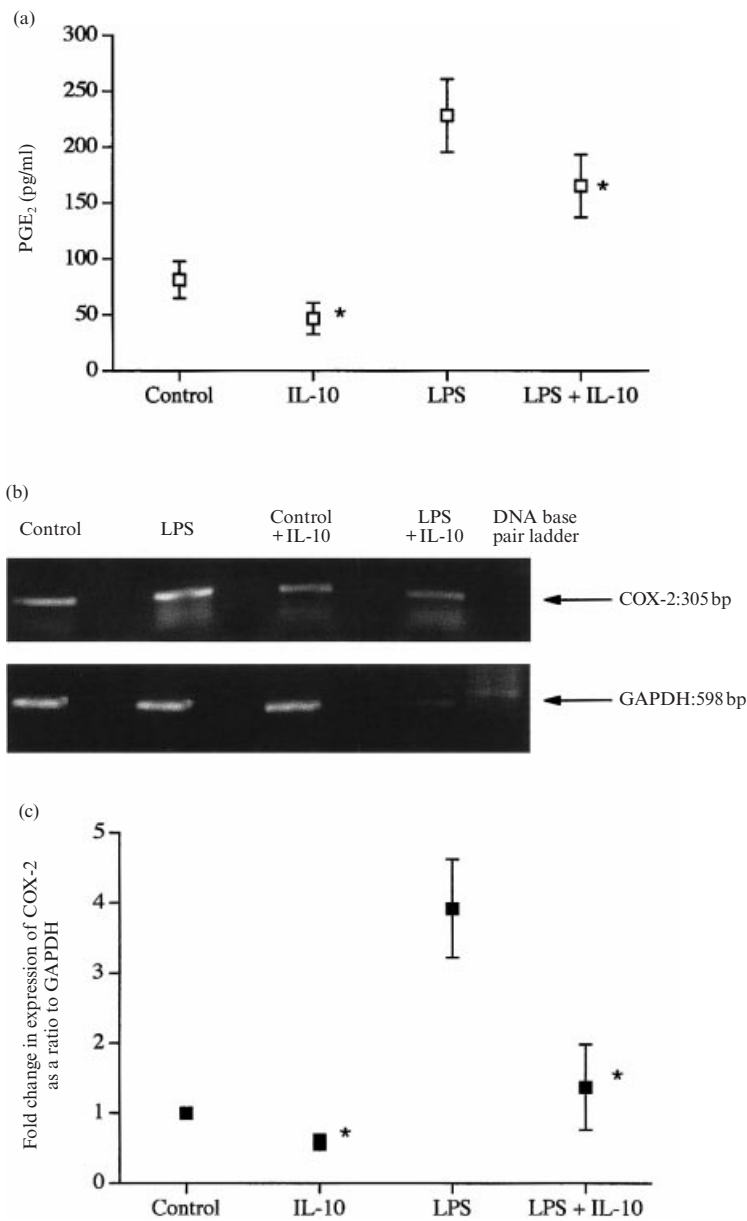 (a)
300
250
200
150
100
50
0
PGE₂ (pg/ml)
*
*
Control IL-10 LPS LPS + IL-10
(b)
Control LPS Control + IL-10 LPS + IL-10 DNA base pair ladder
COX-2:305 bp
GAPDH:598 bp
(c)
5
4
3
2
1
0
Fold change in expression of COX-2
as a ratio to GAPDH
*
*
Control IL-10 LPS LPS + IL-10